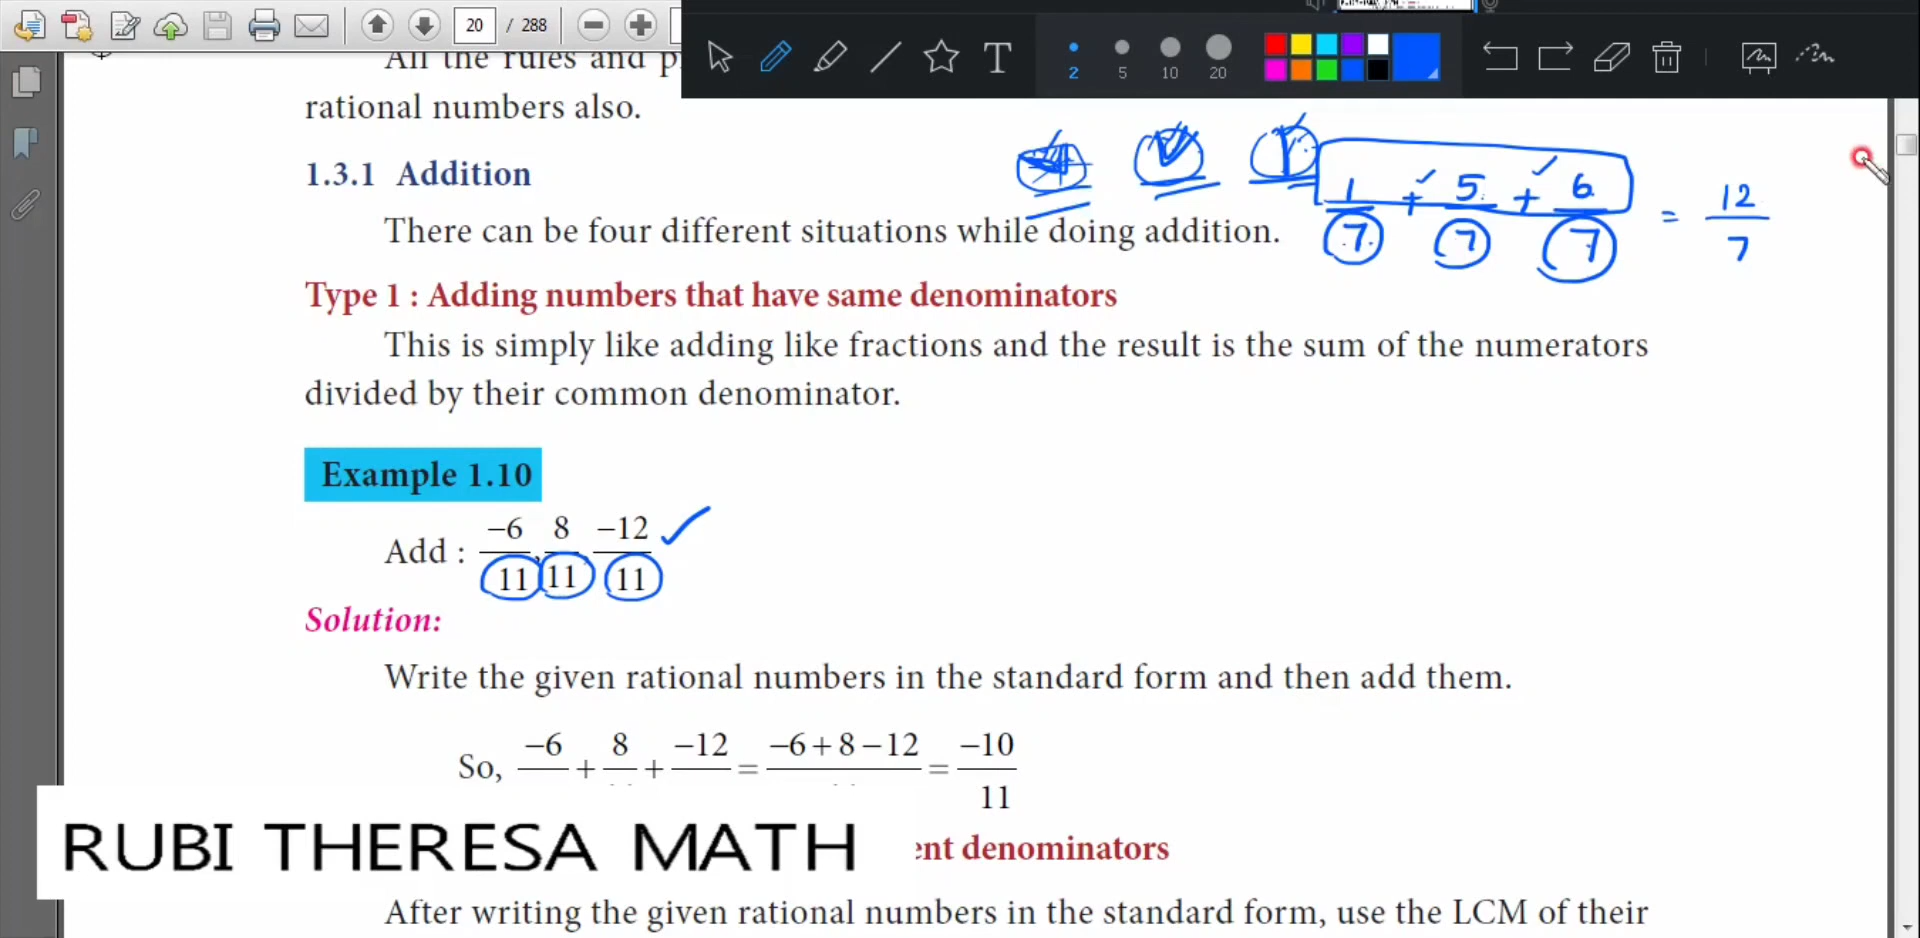 20 / 288
T
2 5 10 20
All the rules and p
rational numbers also.
1.3.1 Addition
There can be four different situations while doing addition.
1/7 + 5/7 + 6/7 = 12/7
Type 1 : Adding numbers that have same denominators
This is simply like adding like fractions and the result is the sum of the numerators
divided by their common denominator.
Example 1.10
Add : −6/11, 8/11 −12/11
Solution:
Write the given rational numbers in the standard form and then add them.
So, −6 + 8 + −12 = −6+8−12 = −10/11
RUBI THERESA MATH
ent denominators
After writing the given rational numbers in the standard form, use the LCM of their